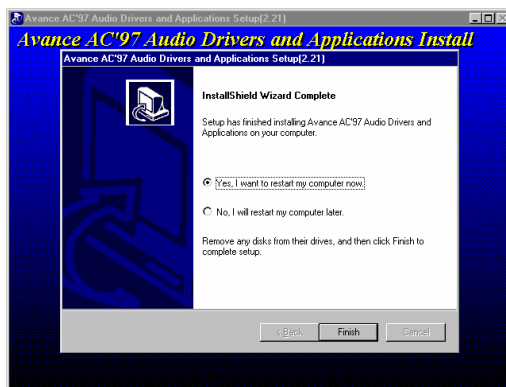 Avance AC'97 Audio Drivers and Applications Setup(2.21)
Avance AC'97 Audio Drivers and Applications Install
Avance AC'97 Audio Drivers and Applications Setup(2.21)
InstallShield Wizard Complete
Setup has finished installing Avance AC'97 Audio Drivers and
Applications on your computer.
Yes, I want to restart my computer now.
No, I will restart my computer later.
Remove any disks from their drives, and then click Finish to
complete setup.
< Back
Finish
Cancel